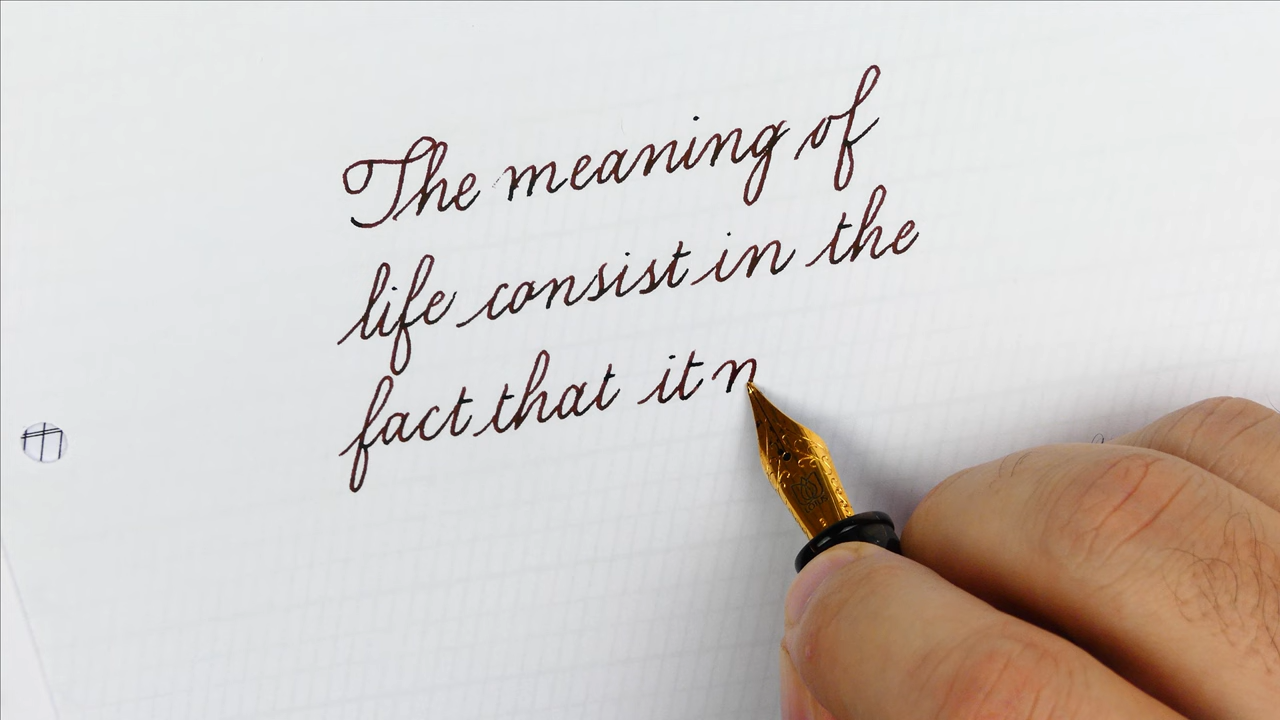 The meaning of
life consist in the
fact that it n